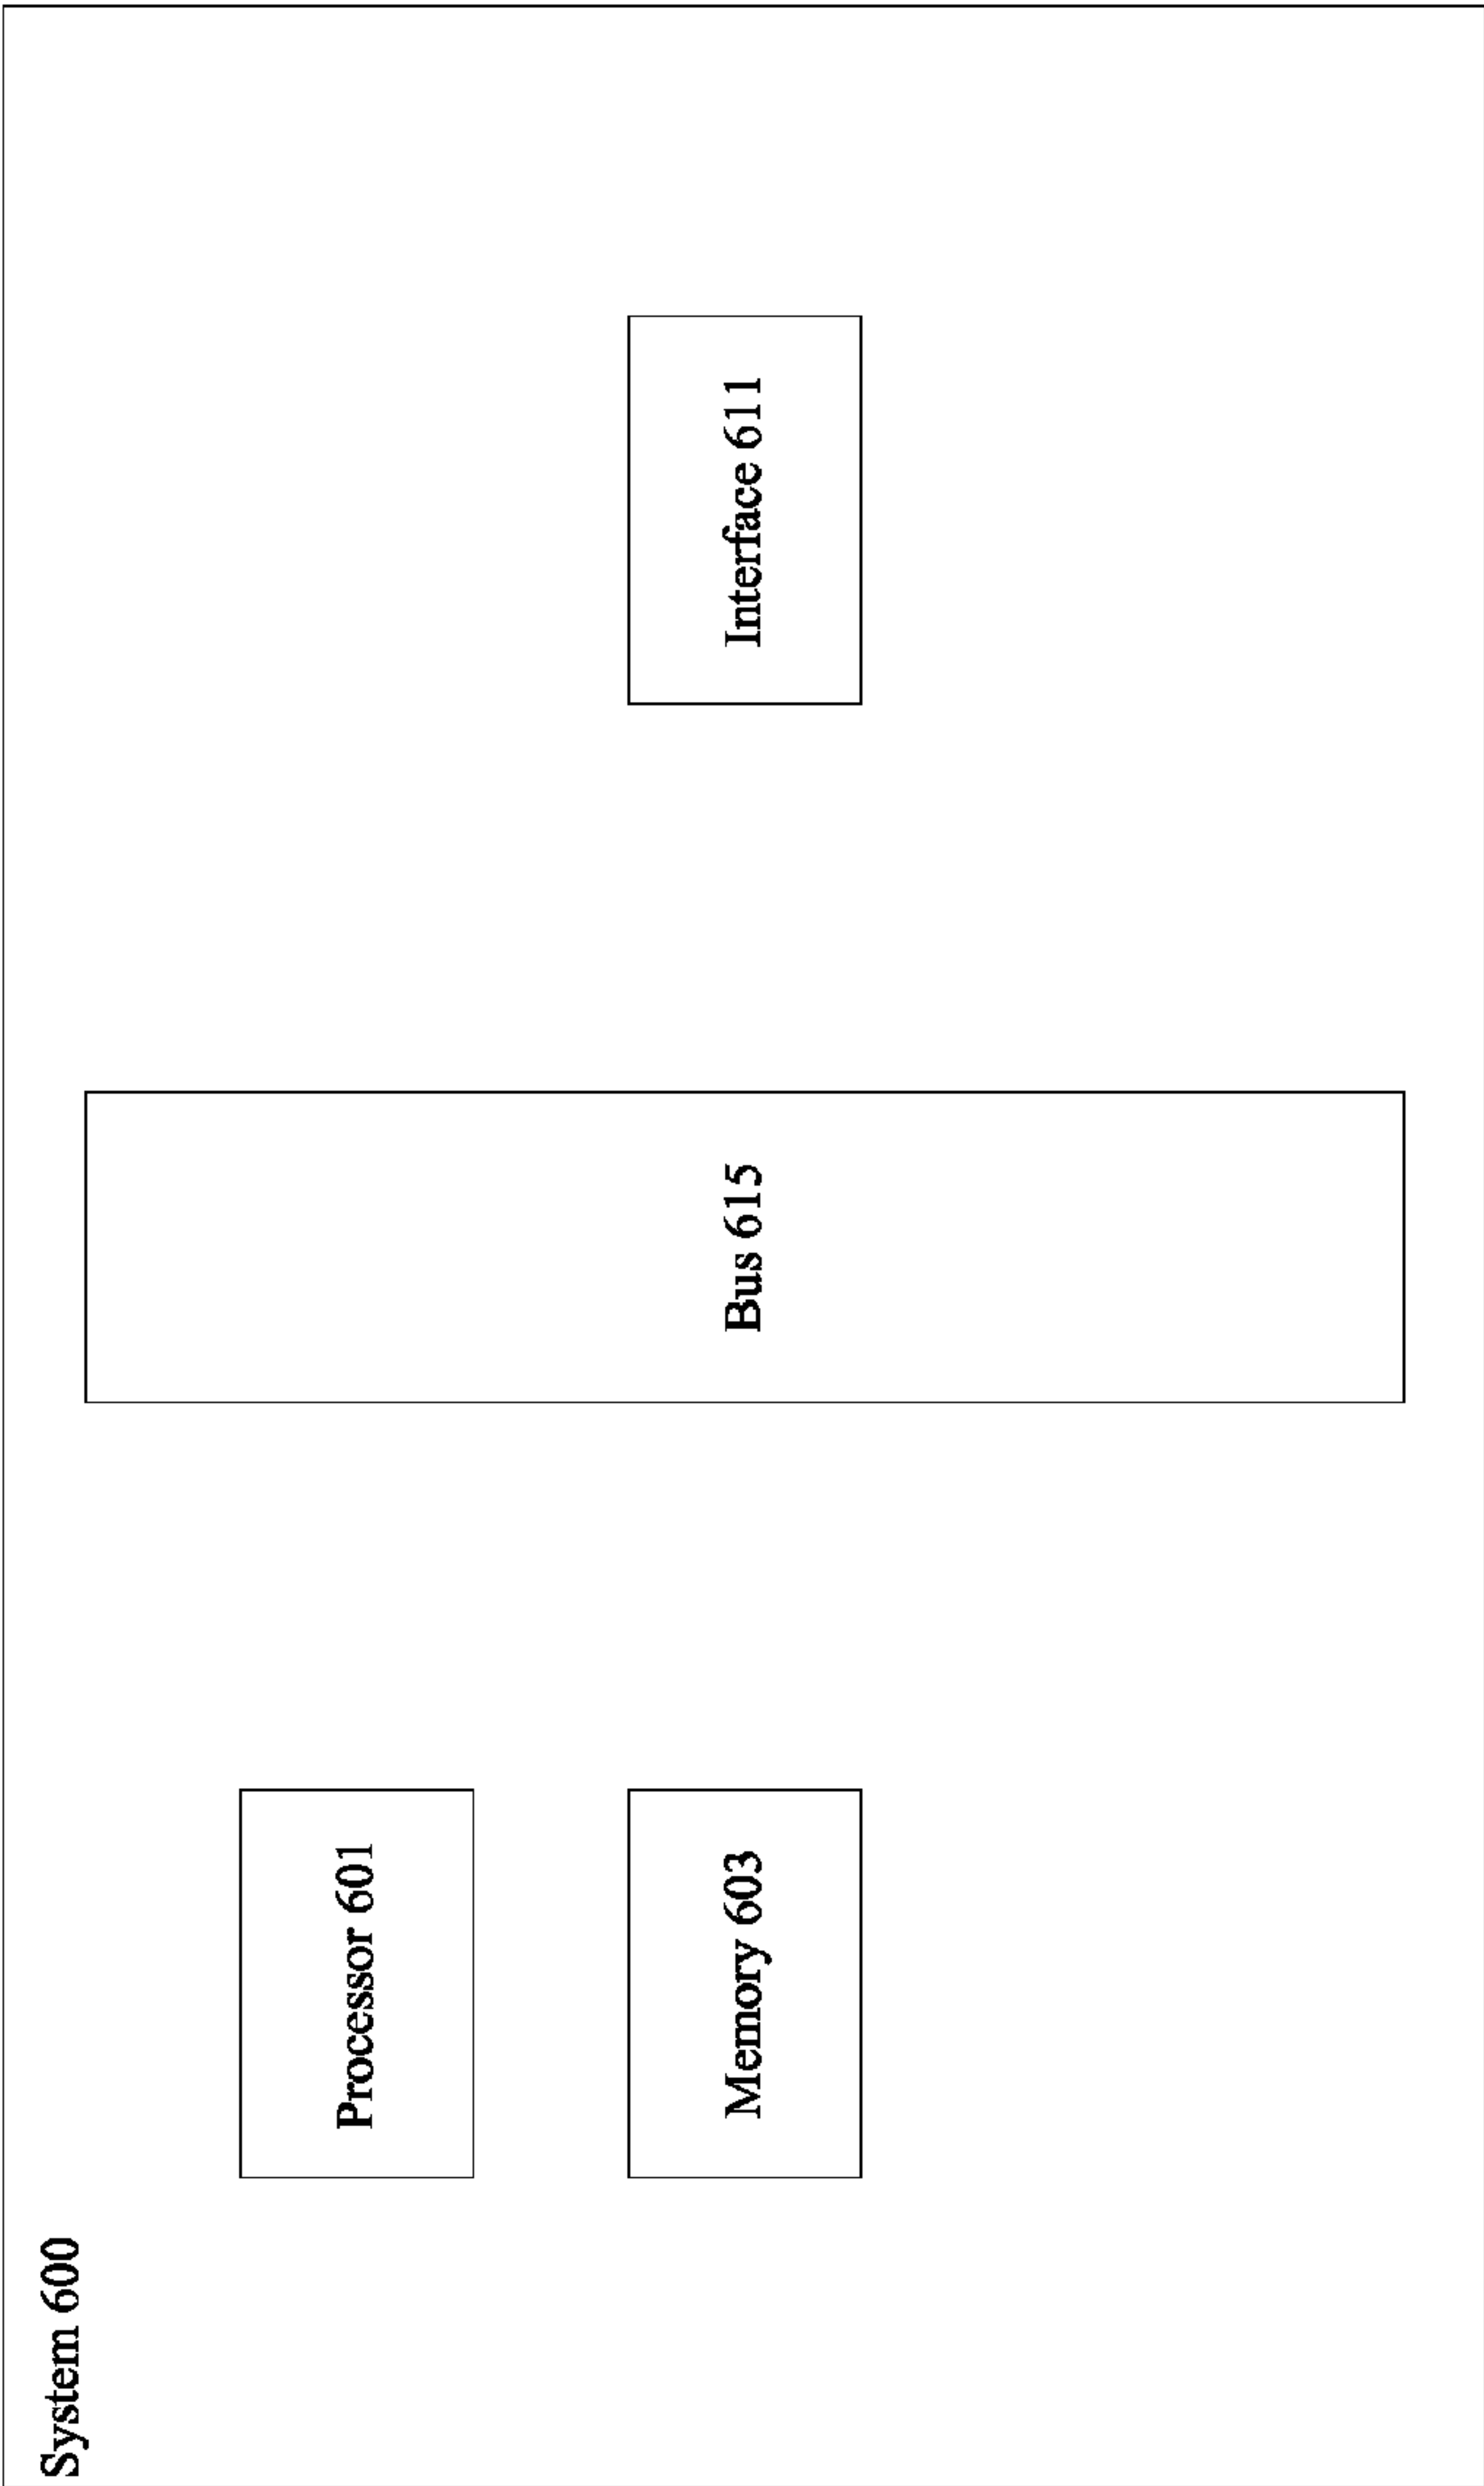 System 600
Processor 601
Memory 603
Bus 615
Interface 611